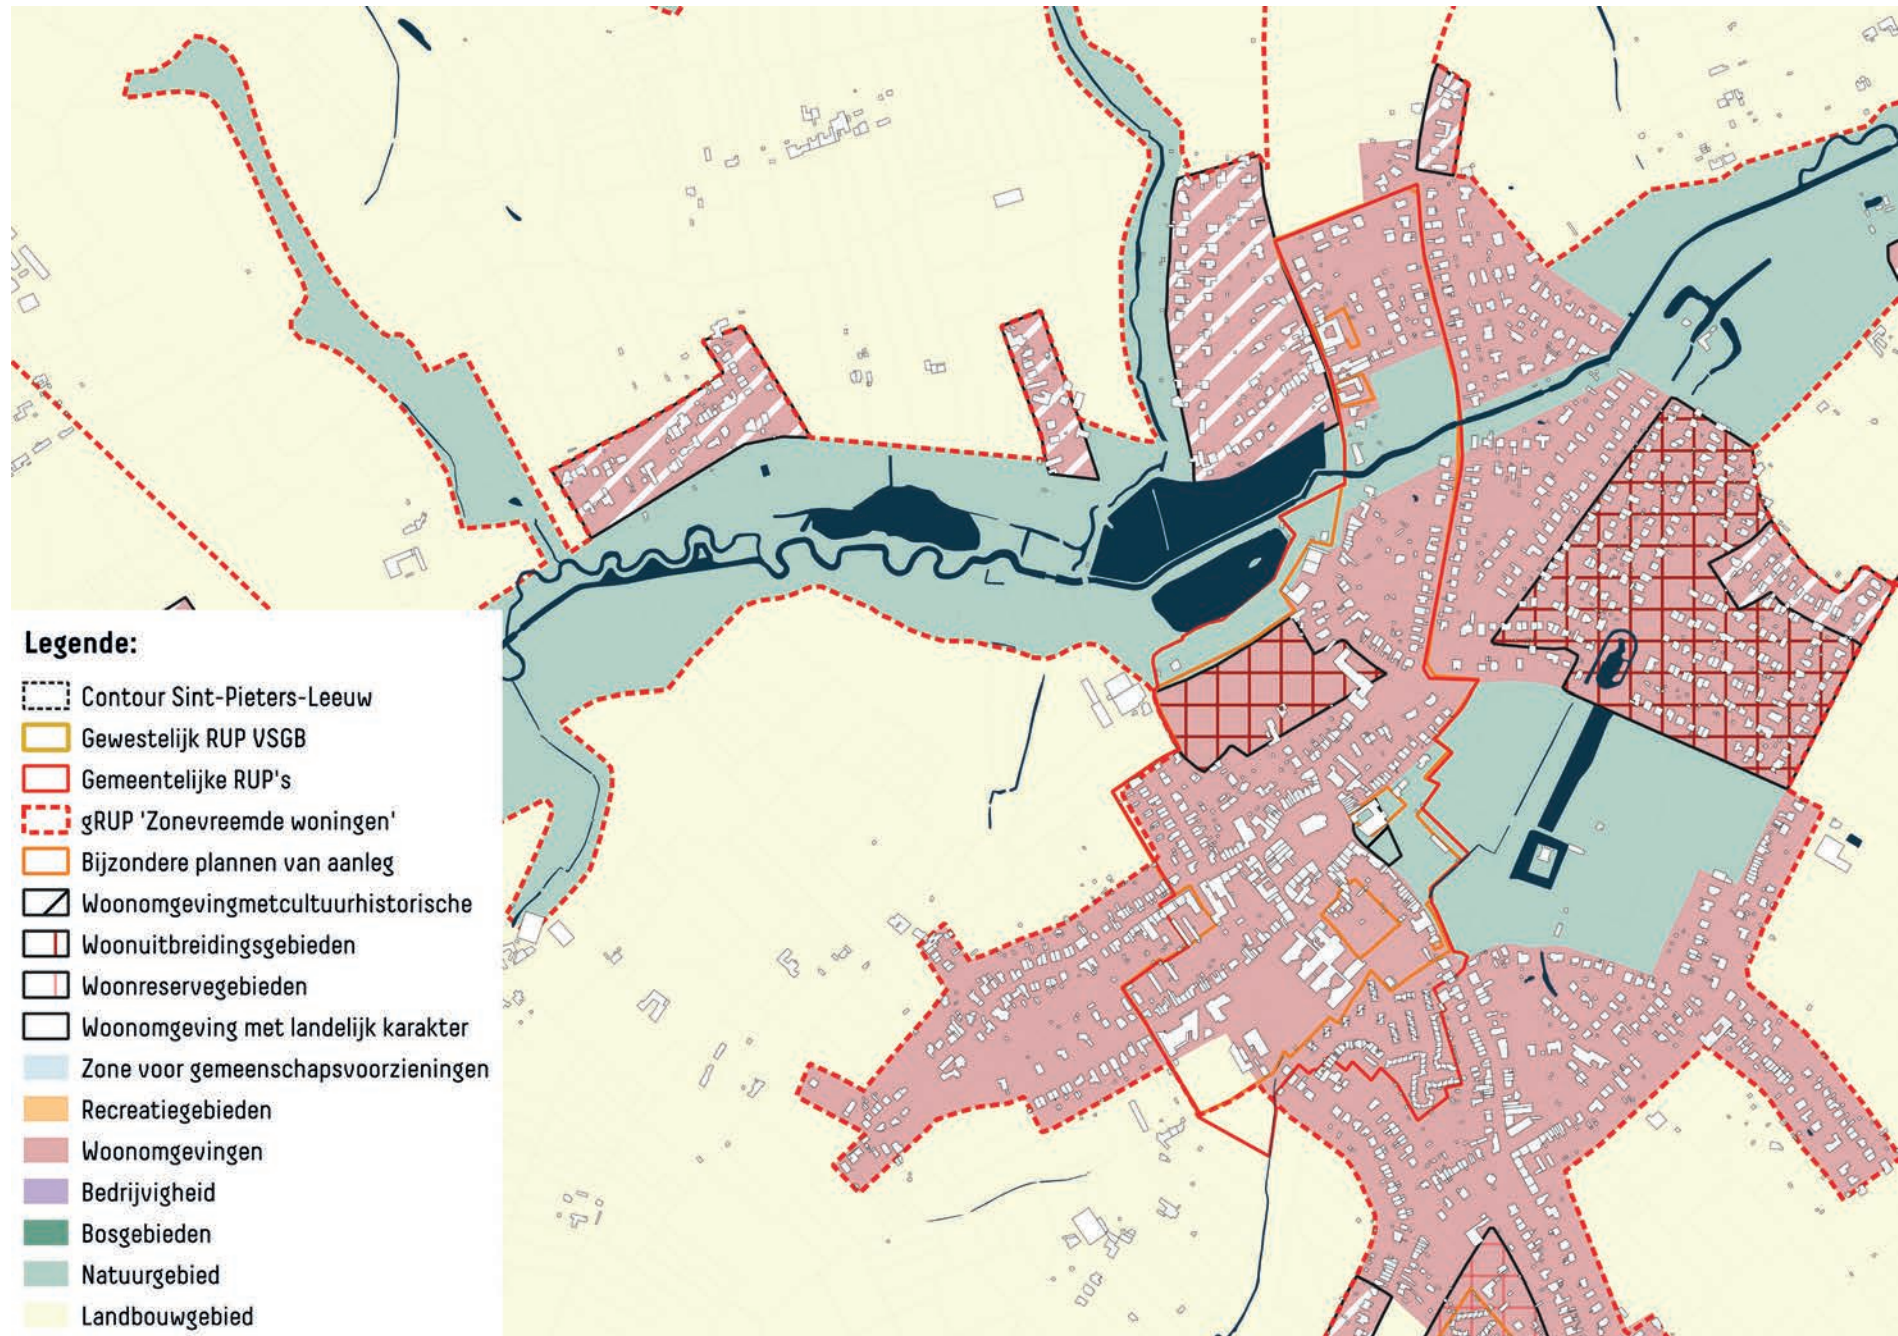 Legende:
Contour Sint-Pieters-Leeuw
Gewestelijk RUP VSGB
Gemeentelijke RUP's
gRUP 'Zonevreemde woningen'
Bijzondere plannen van aanleg
Woonomgevingmetcultuurhistorische
Woonuitbreidingsgebieden
Woonreservegebieden
Woonomgeving met landelijk karakter
Zone voor gemeenschapsvoorzieningen
Recreatiegebieden
Woonomgevingen
Bedrijvigheid
Bosgebieden
Natuurgebied
Landbouwgebied